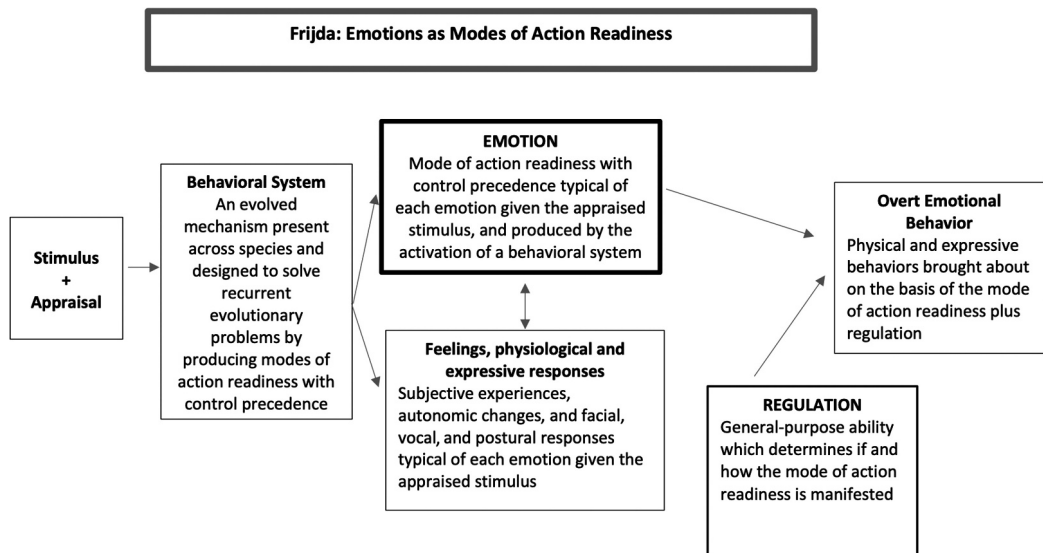 Frijda: Emotions as Modes of Action Readiness
Stimulus
+
Appraisal
Behavioral System
An evolved
mechanism present
across species and
designed to solve
recurrent
evolutionary
problems by
producing modes of
action readiness with
control precedence
EMOTION
Mode of action readiness with
control precedence typical of
each emotion given the appraised
stimulus, and produced by the
activation of a behavioral system
Feelings, physiological and
expressive responses
Subjective experiences,
autonomic changes, and facial,
vocal, and postural responses
typical of each emotion given the
appraised stimulus
Overt Emotional
Behavior
Physical and expressive
behaviors brought about
on the basis of the mode
of action readiness plus
regulation
REGULATION
General-purpose ability
which determines if and
how the mode of action
readiness is manifested